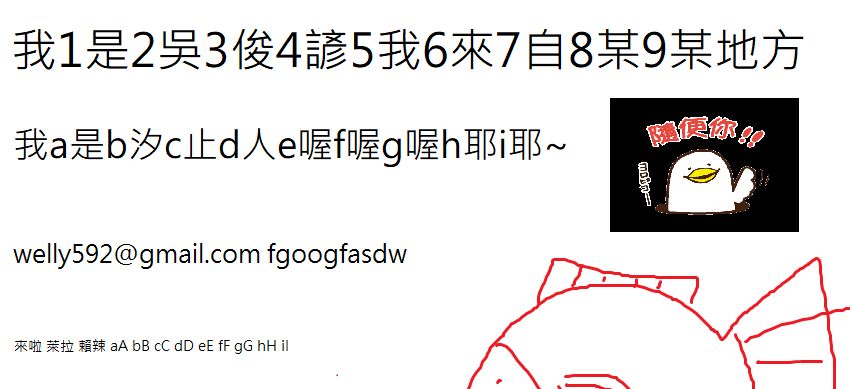 我1是2吳3俊4諺5我6來7自8某9某地方
我a是b汐c止d人e喔f喔g喔h耶i耶~
隨便你!!
welly592@gmail.com fgoogfasdw
來啦 萊拉 賴辣 aA bB cC dD eE fF gG hH iI